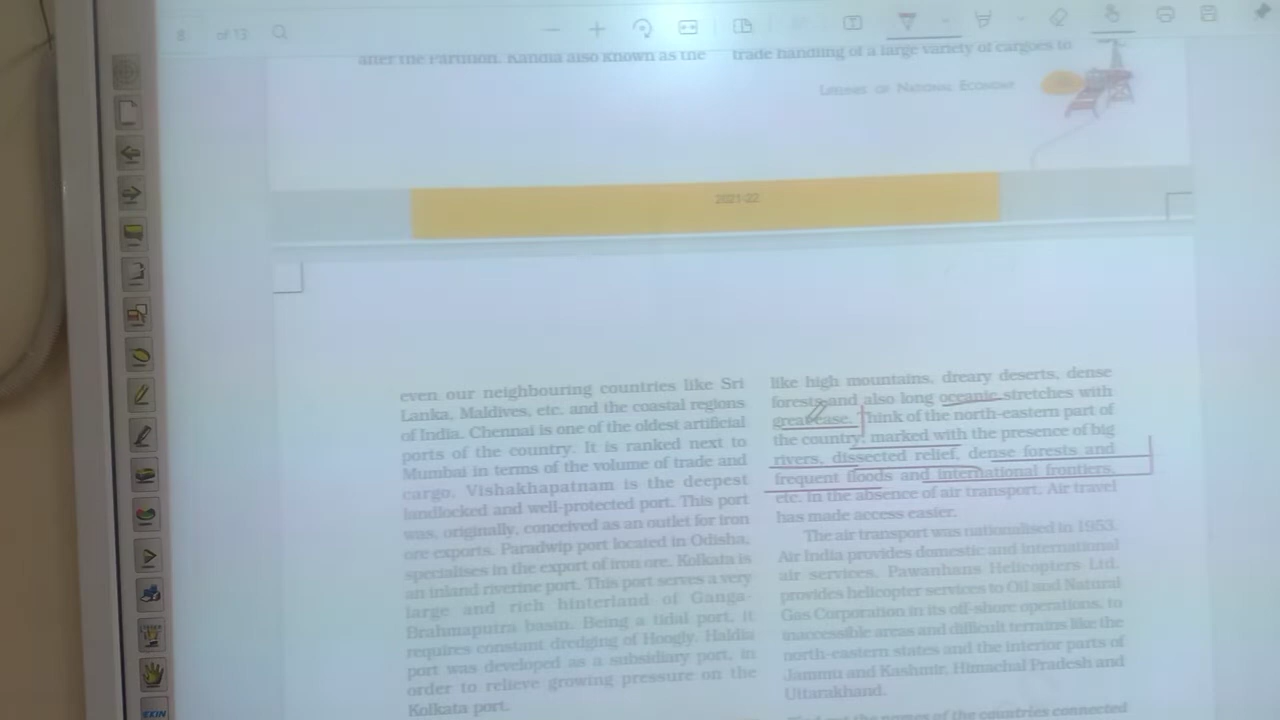 8 of 13
after the Partition. Kandla also known as the
trade handling of a large variety of cargoes to
LIFELINES OF NATIONAL ECONOMY
2021-22
even our neighbouring countries like Sri
Lanka, Maldives, etc. and the coastal regions
of India. Chennai is one of the oldest artificial
ports of the country. It is ranked next to
Mumbai in terms of the volume of trade and
cargo. Vishakhapatnam is the deepest
landlocked and well-protected port. This port
was, originally, conceived as an outlet for iron
ore exports. Paradwip port located in Odisha,
specialises in the export of iron ore. Kolkata is
an inland riverine port. This port serves a very
large and rich hinterland of Ganga-
Brahmaputra basin. Being a tidal port, it
requires constant dredging of Hoogly. Haldia
port was developed as a subsidiary port, in
order to relieve growing pressure on the
Kolkata port.
like high mountains, dreary deserts, dense
forests and also long oceanic stretches with
great ease. Think of the north-eastern part of
the country, marked with the presence of big
rivers, dissected relief, dense forests and
frequent floods and international frontiers,
etc. in the absence of air transport. Air travel
has made access easier.
The air transport was nationalised in 1953.
Air India provides domestic and international
air services. Pawanhans Helicopters Ltd.
provides helicopter services to Oil and Natural
Gas Corporation in its off-shore operations, to
inaccessible areas and difficult terrains like the
north-eastern states and the interior parts of
Jammu and Kashmir, Himachal Pradesh and
Uttarakhand.
Find out the names of the countries connected